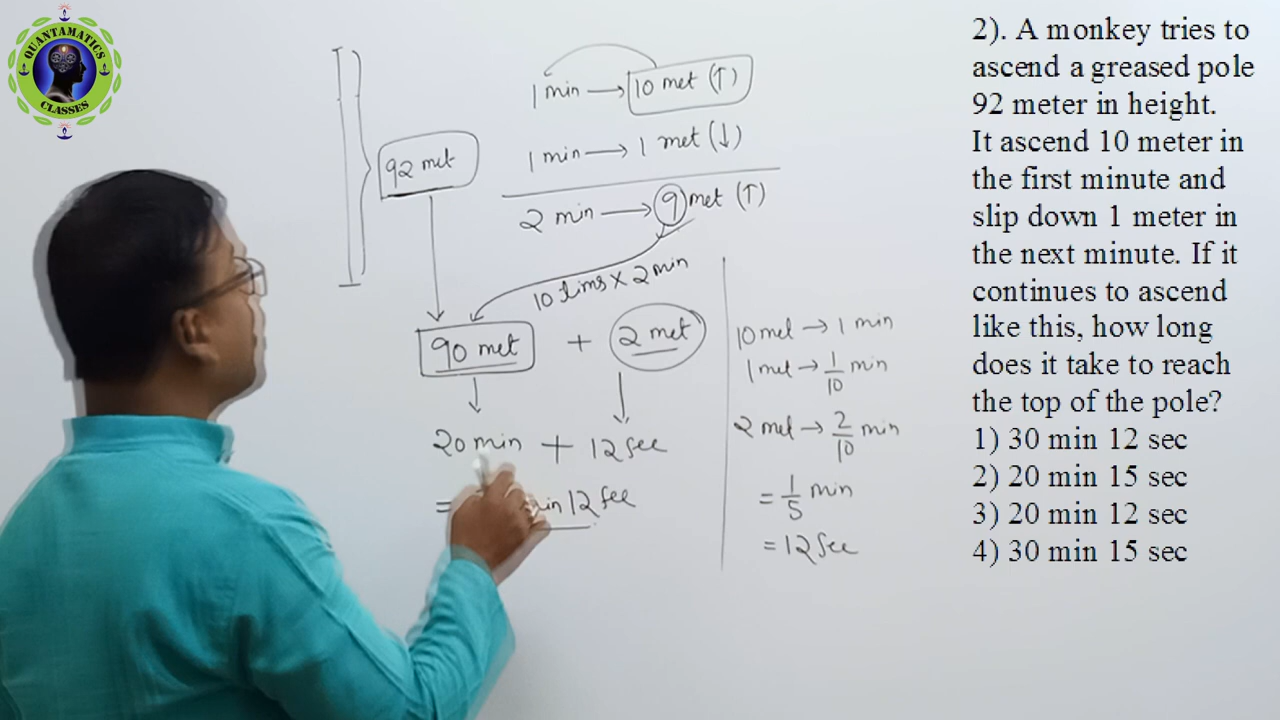 QUANTAMATICS
CLASSES
1 min → 10 met (↑)
1 min → 1 met (↓)
2 min → 9 met (↑)
92 met
10 tims × 2 min
90 met + 2 met
20 min + 12 sec
= min 12 sec
10 met → 1 min
1 met → 1/10 min
2 met → 2/10 min
= 1/5 min
= 12 sec
2). A monkey tries to
ascend a greased pole
92 meter in height.
It ascend 10 meter in
the first minute and
slip down 1 meter in
the next minute. If it
continues to ascend
like this, how long
does it take to reach
the top of the pole?
1) 30 min 12 sec
2) 20 min 15 sec
3) 20 min 12 sec
4) 30 min 15 sec